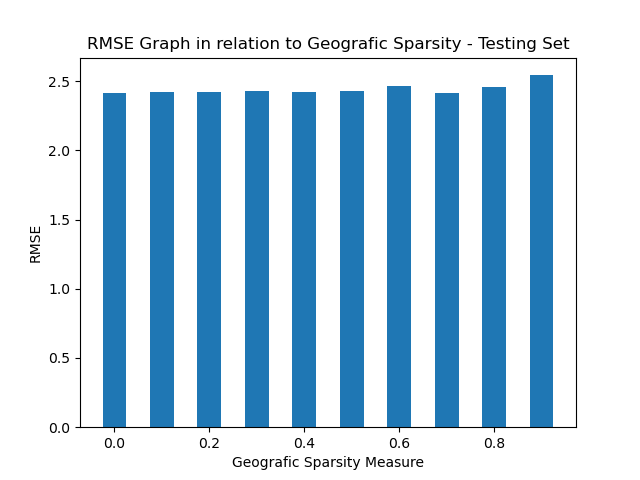 RMSE Graph in relation to Geografic Sparsity - Testing Set
2.5
2.0
1.5
1.0
0.5
0.0
RMSE
0.0 0.2 0.4 0.6 0.8
Geografic Sparsity Measure